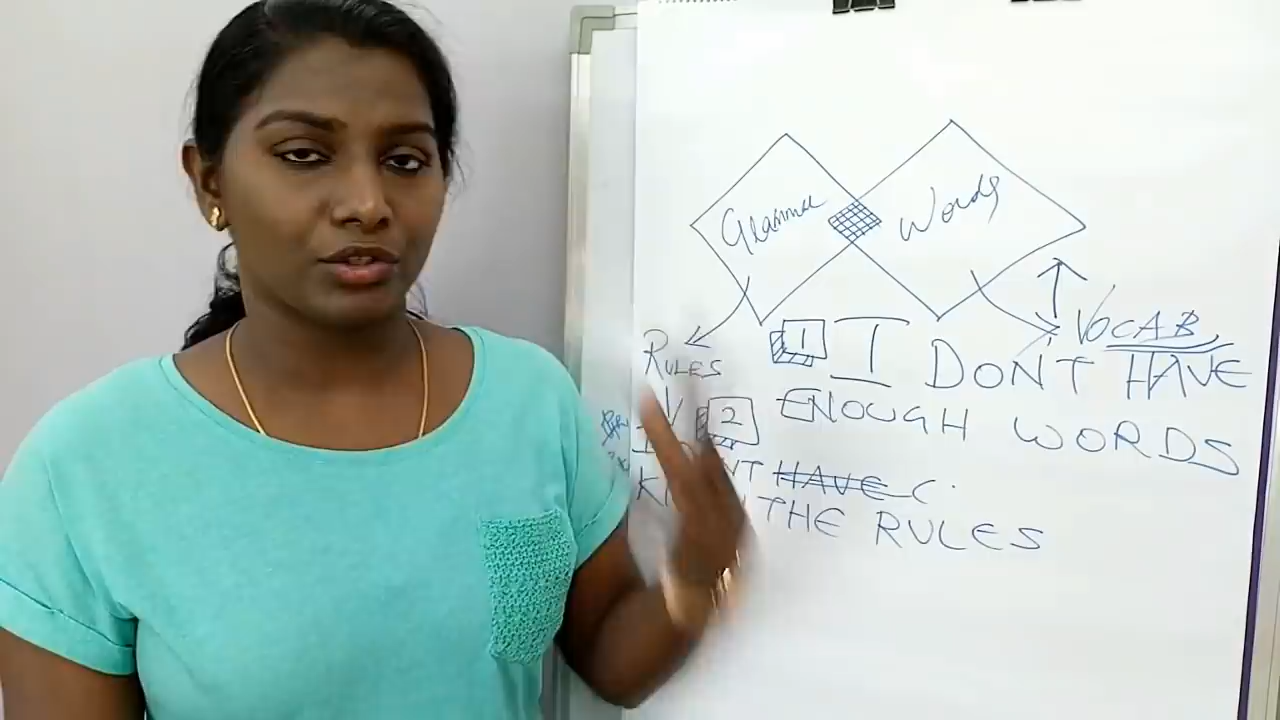 Grammar
Words
VOCAB
RULES
1 I DON'T HAVE
2 ENOUGH WORDS
HAVE C.
THE RULES